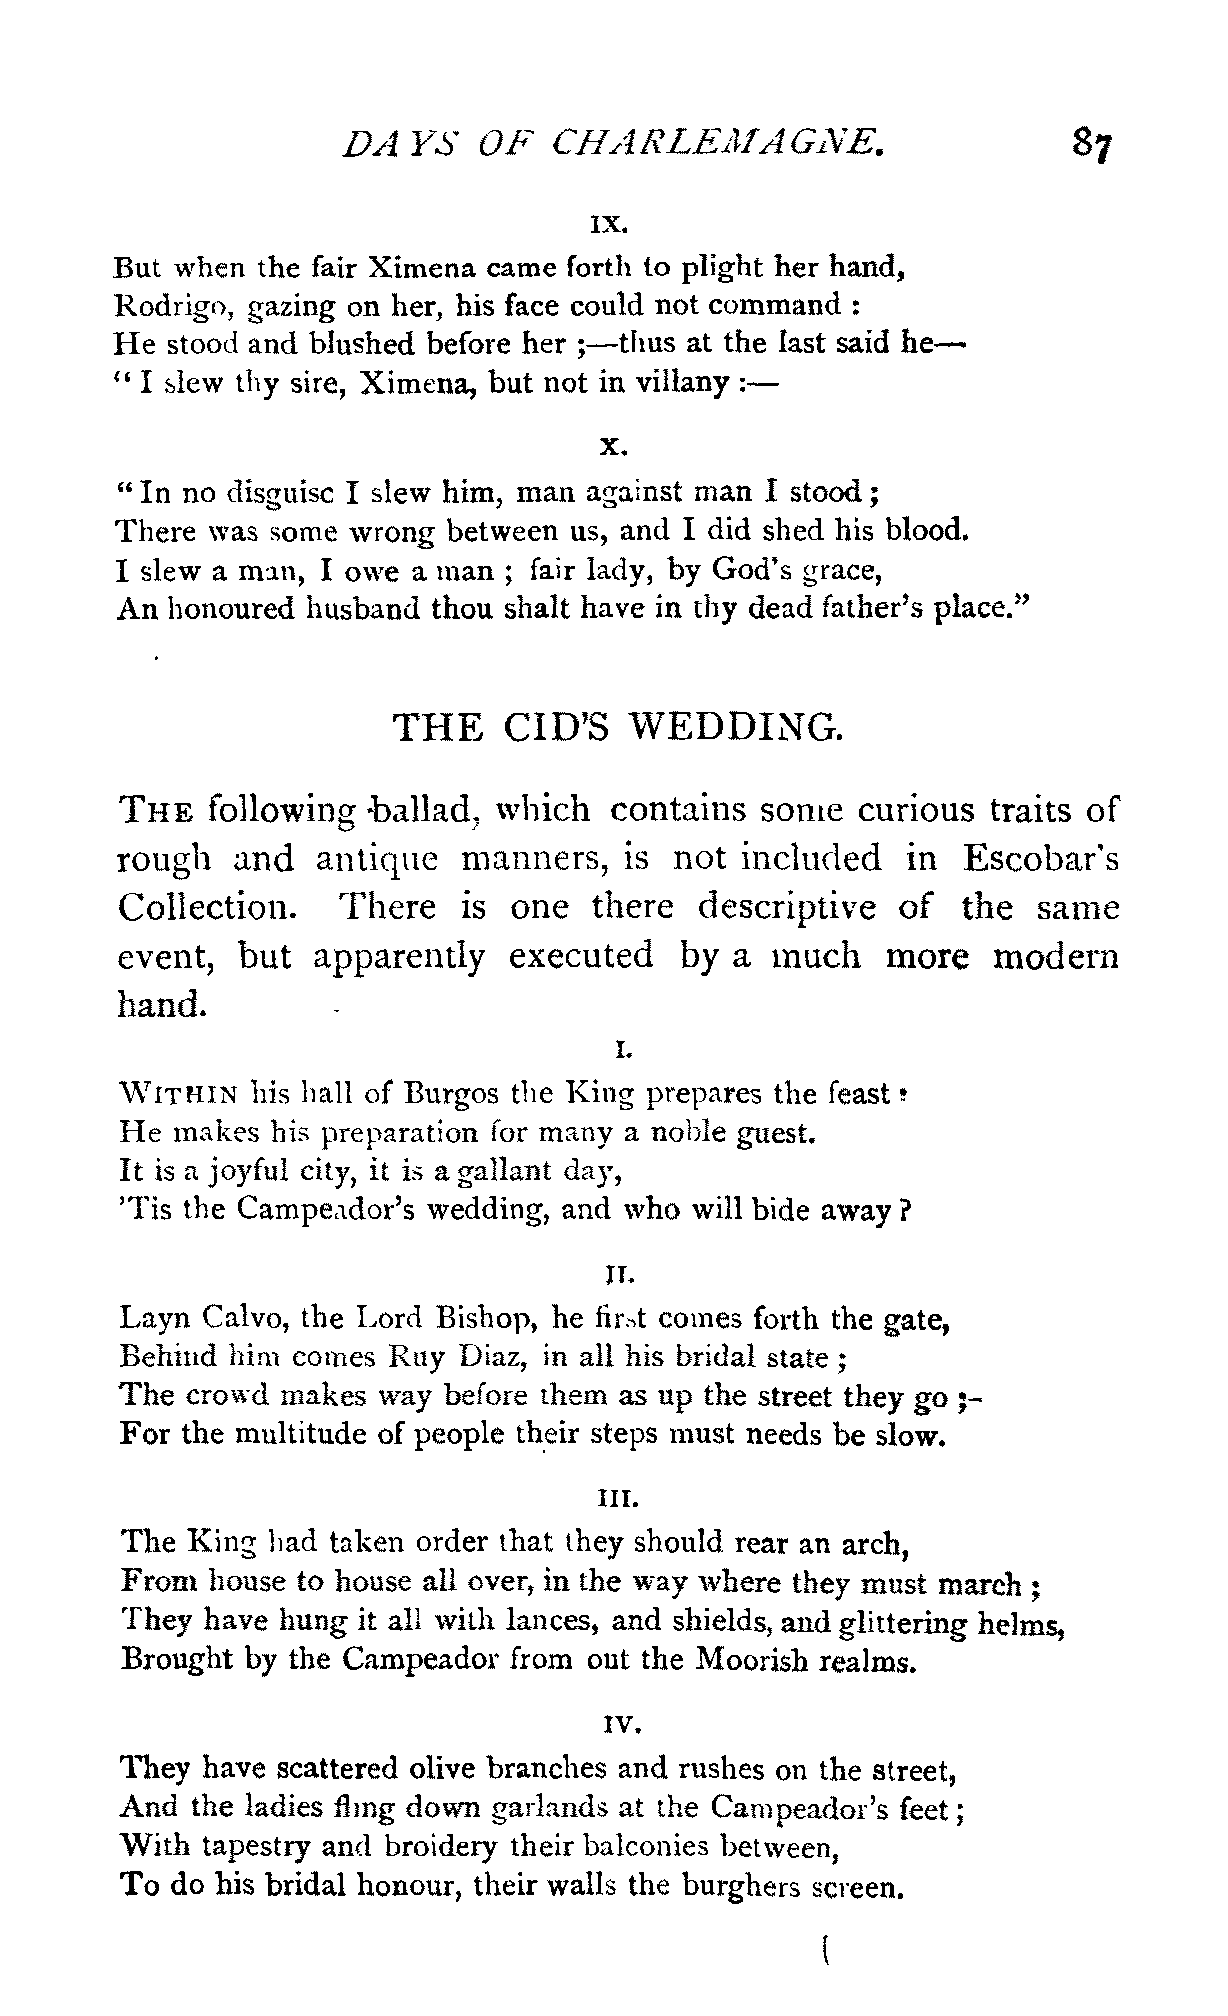 DAYS OF CHARLEMAGNE. 87
IX.
But when the fair Ximena came forth to plight her hand,
Rodrigo, gazing on her, his face could not command :
He stood and blushed before her ;—thus at the last said he—
“ I slew thy sire, Ximena, but not in villany :—
X.
“ In no disguise I slew him, man against man I stood ;
There was some wrong between us, and I did shed his blood.
I slew a man, I owe a man ; fair lady, by God's grace,
An honoured husband thou shalt have in thy dead father's place.”
THE CID'S WEDDING.
THE following ballad, which contains some curious traits of
rough and antique manners, is not included in Escobar's
Collection. There is one there descriptive of the same
event, but apparently executed by a much more modern
hand.
I.
WITHIN his hall of Burgos the King prepares the feast :
He makes his preparation for many a noble guest.
It is a joyful city, it is a gallant day,
'Tis the Campeador's wedding, and who will bide away ?
II.
Layn Calvo, the Lord Bishop, he first comes forth the gate,
Behind him comes Ruy Diaz, in all his bridal state ;
The crowd makes way before them as up the street they go ;-
For the multitude of people their steps must needs be slow.
III.
The King had taken order that they should rear an arch,
From house to house all over, in the way where they must march ;
They have hung it all with lances, and shields, and glittering helms,
Brought by the Campeador from out the Moorish realms.
IV.
They have scattered olive branches and rushes on the street,
And the ladies fling down garlands at the Campeador's feet ;
With tapestry and broidery their balconies between,
To do his bridal honour, their walls the burghers screen.